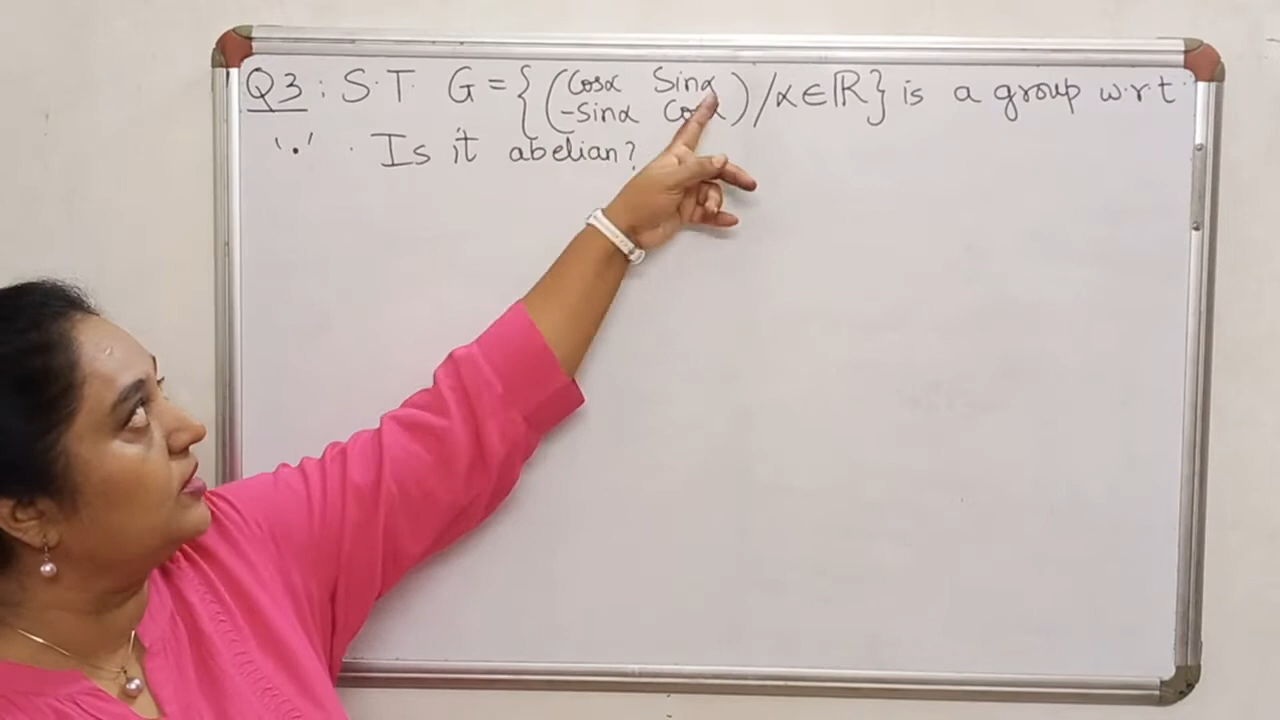 Q3 : S.T. G = { ( Cosα Sinα / α ∈ ℝ } is a group w.r.t.
-Sinα Cosα )
'.' . Is it abelian?